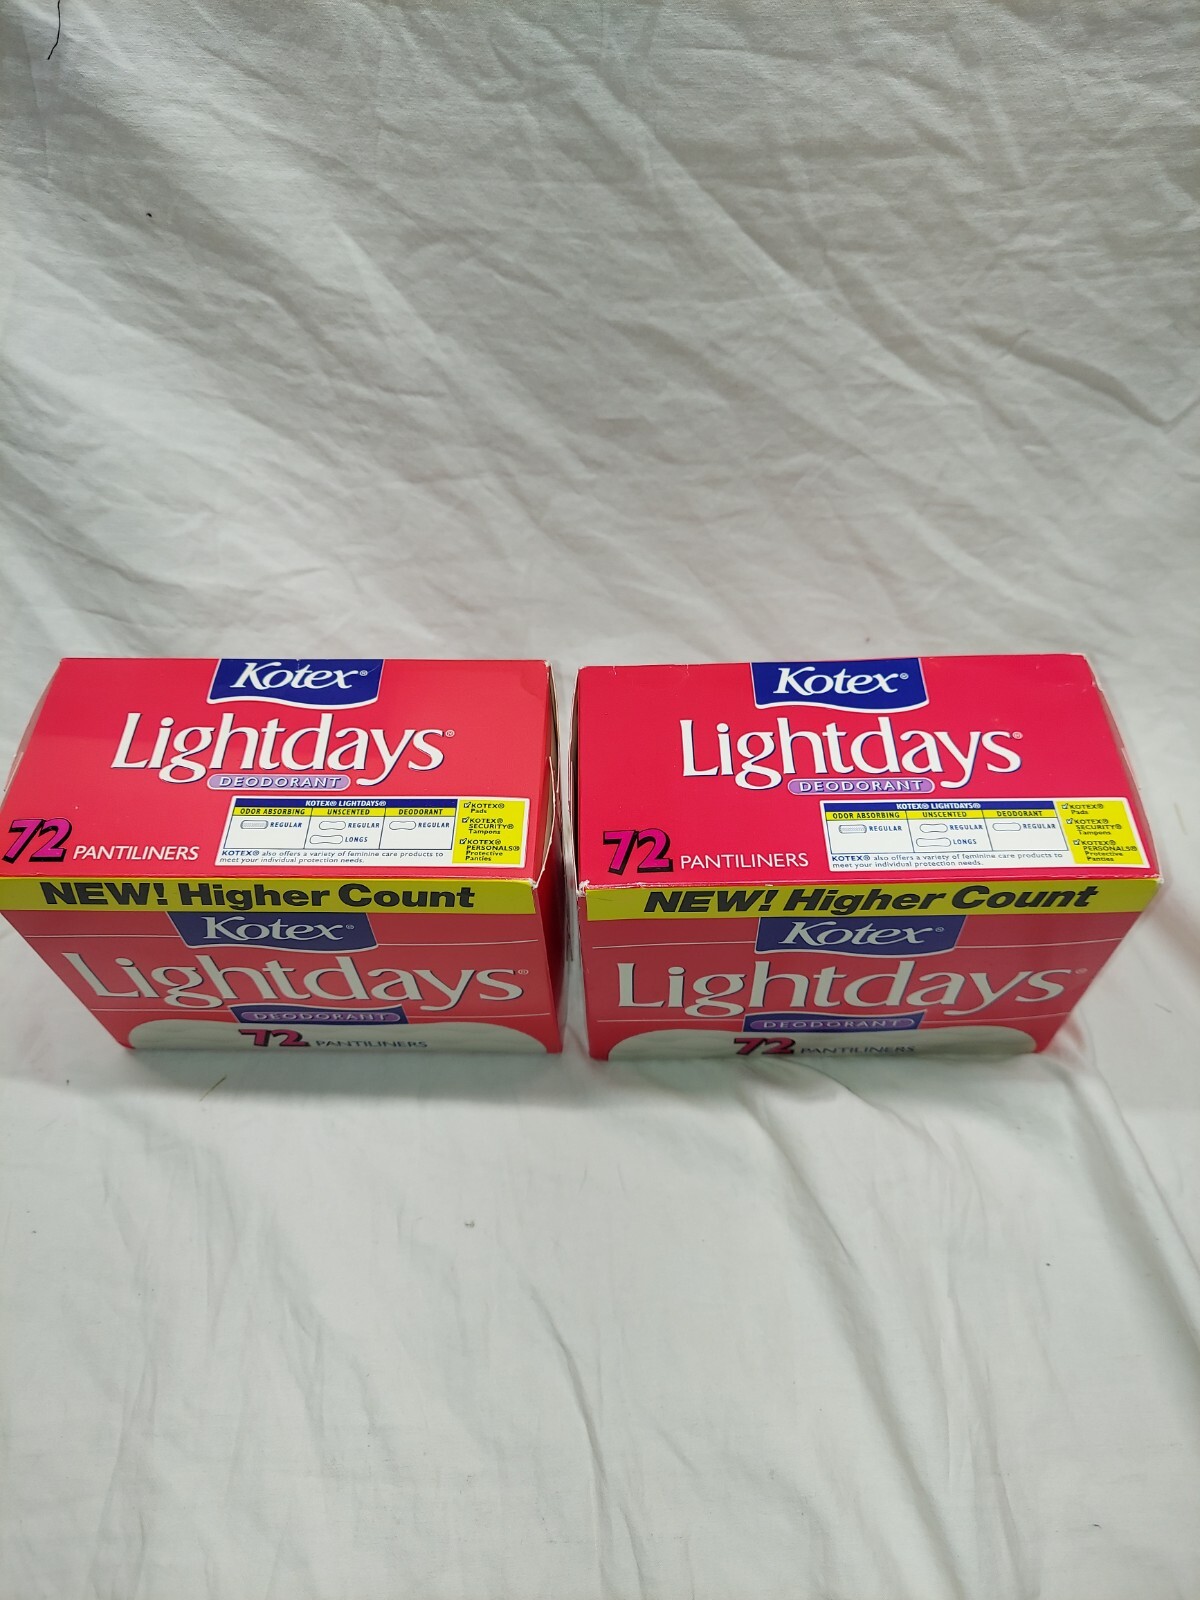 Kotex®
Lightdays®
DEODORANT
KOTEX® LIGHTDAYS®
ODOR ABSORBING UNSCENTED DEODORANT
REGULAR REGULAR REGULAR
LONGS
KOTEX® also offers a variety of feminine care products to
meet your individual protection needs.
KOTEX®
Pads
KOTEX®
SECURITY®
Tampons
KOTEX®
PERSONALS®
Protective
Panties
72 PANTILINERS
NEW! Higher Count
Kotex®
Lightdays®
DEODORANT
72 PANTILINERS
Kotex®
Lightdays®
DEODORANT
KOTEX® LIGHTDAYS®
ODOR ABSORBING UNSCENTED DEODORANT
REGULAR REGULAR REGULAR
LONGS
KOTEX® also offers a variety of feminine care products to
meet your individual protection needs.
KOTEX®
Pads
KOTEX®
SECURITY®
Tampons
KOTEX®
PERSONALS®
Protective
Panties
72 PANTILINERS
NEW! Higher Count
Kotex®
Lightdays®
DEODORANT
72 PANTILINERS